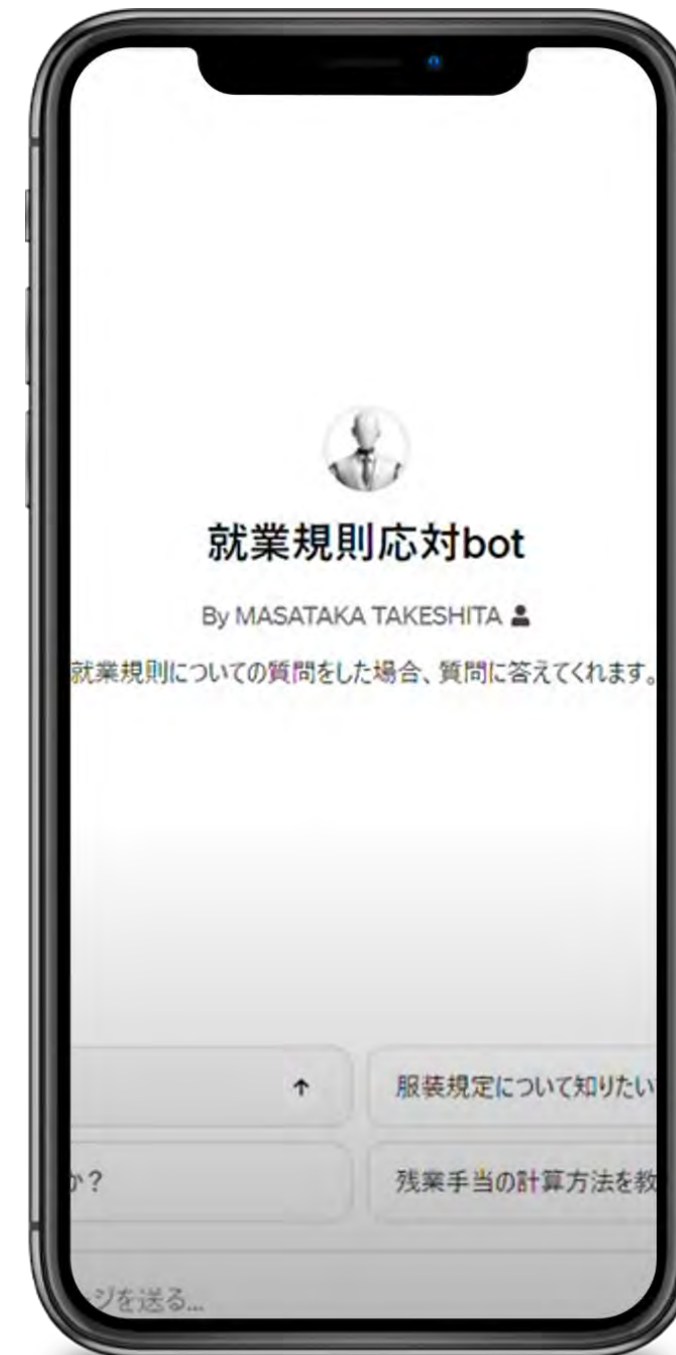 就業規則応対bot
By MASATAKA TAKESHITA
就業規則についての質問をした場合、質問に答えてくれます。
服装規定について知りたい
か？
残業手当の計算方法を教
ージを送る...